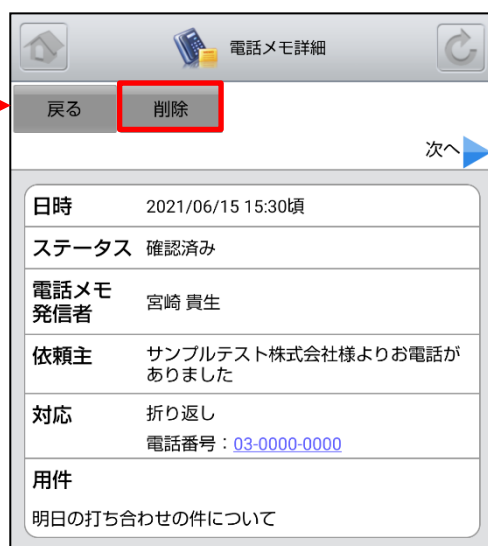 電話メモ詳細
戻る 削除
次へ
日時 2021/06/15 15:30頃
ステータス 確認済み
電話メモ
発信者 宮崎 貴生
依頼主 サンプルテスト株式会社様よりお電話が
ありました
対応 折り返し
電話番号：03-0000-0000
用件
明日の打ち合わせの件について